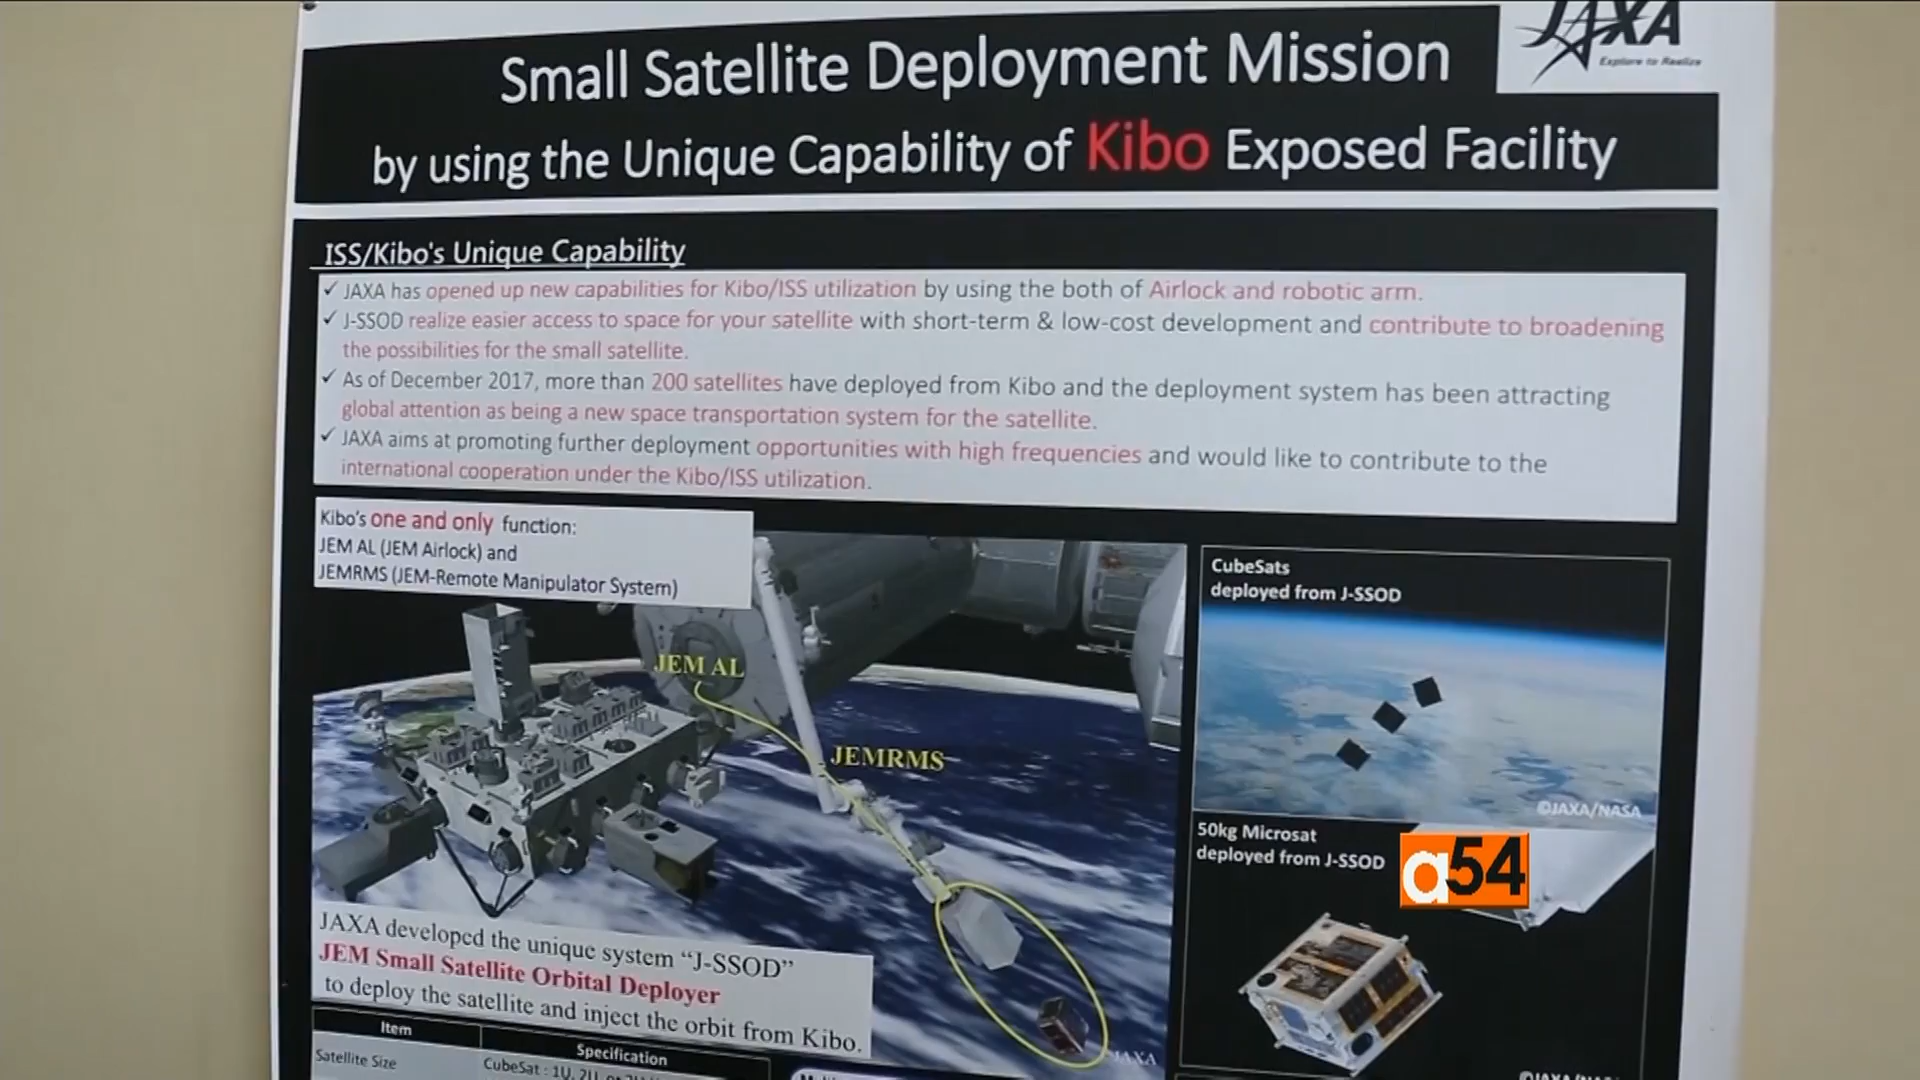 JAXA
Explore to Realize
Small Satellite Deployment Mission
by using the Unique Capability of Kibo Exposed Facility
ISS/Kibo's Unique Capability
✓ JAXA has opened up new capabilities for Kibo/ISS utilization by using the both of Airlock and robotic arm.
✓ J-SSOD realize easier access to space for your satellite with short-term & low-cost development and contribute to broadening
the possibilities for the small satellite.
✓ As of December 2017, more than 200 satellites have deployed from Kibo and the deployment system has been attracting
global attention as being a new space transportation system for the satellite.
✓ JAXA aims at promoting further deployment opportunities with high frequencies and would like to contribute to the
international cooperation under the Kibo/ISS utilization.
Kibo's one and only function:
JEM AL (JEM Airlock) and
JEMRMS (JEM-Remote Manipulator System)
JEM AL
JEMRMS
JAXA
CubeSats
deployed from J-SSOD
©JAXA/NASA
50kg Microsat
deployed from J-SSOD
a54
JAXA developed the unique system “J-SSOD”
JEM Small Satellite Orbital Deployer
to deploy the satellite and inject the orbit from Kibo.
Item
Specification
Satellite Size
CubeSat : 1U, 2U,
©JAXA/